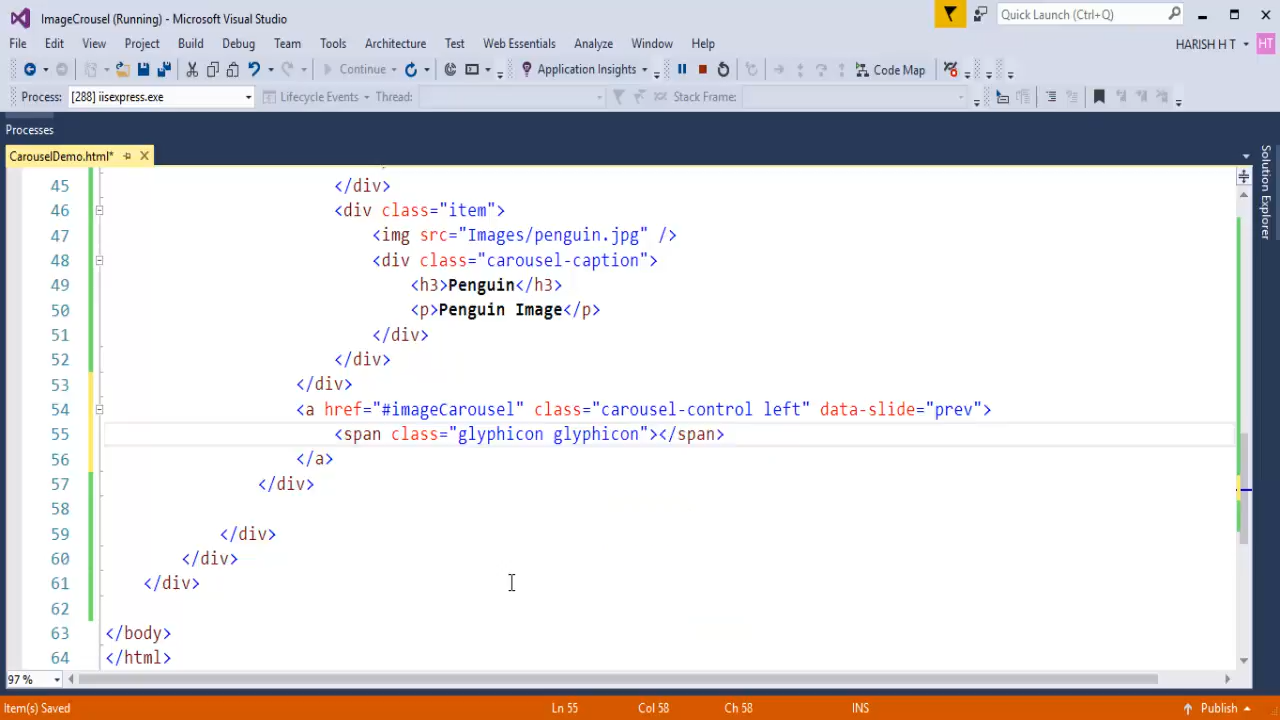 ImageCrousel (Running) - Microsoft Visual Studio
Quick Launch (Ctrl+Q)
File Edit View Project Build Debug Team Tools Architecture Test Web Essentials Analyze Window Help
HARISH H T HT
Continue Application Insights Code Map
Process: [288] iisexpress.exe Lifecycle Events Thread: Stack Frame:
Processes
CarouselDemo.html*
Solution Explorer
45 </div>
46 <div class="item">
47 <img src="Images/penguin.jpg" />
48 <div class="carousel-caption">
49 <h3>Penguin</h3>
50 <p>Penguin Image</p>
51 </div>
52 </div>
53 </div>
54 <a href="#imageCarousel" class="carousel-control left" data-slide="prev">
55 <span class="glyphicon glyphicon"></span>
56 </a>
57 </div>
58
59 </div>
60 </div>
61 </div>
62
63 </body>
64 </html>
97 %
Item(s) Saved Ln 55 Col 58 Ch 58 INS Publish